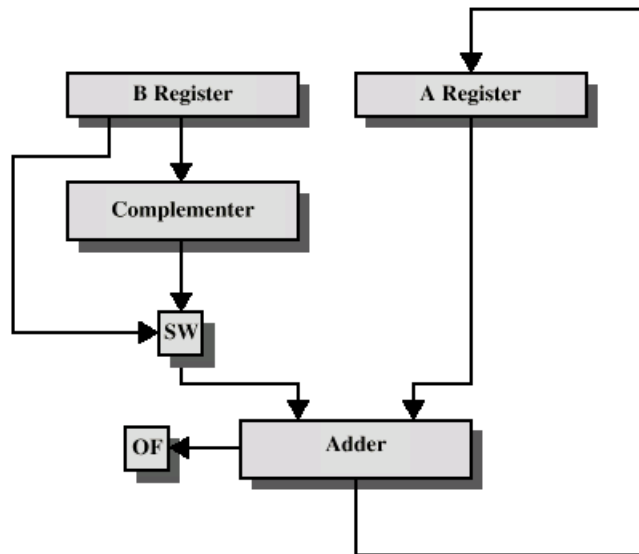 B Register
A Register
Complementer
SW
OF
Adder